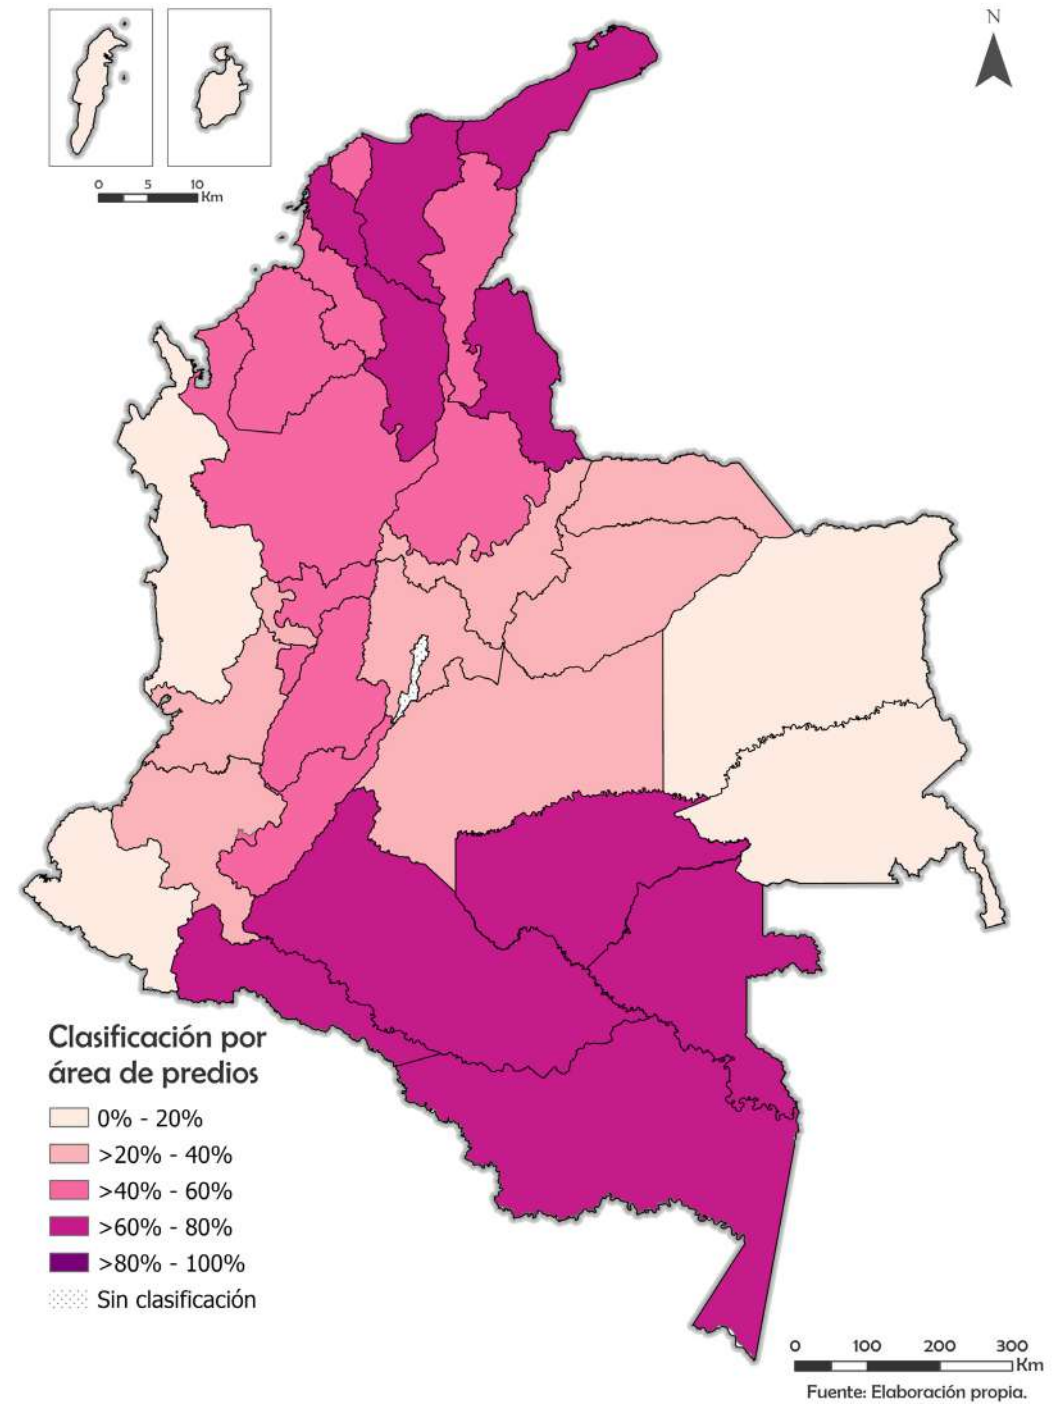 N
0 5 10
Km
Clasificación por
área de predios
0% - 20%
>20% - 40%
>40% - 60%
>60% - 80%
>80% - 100%
Sin clasificación
0 100 200 300
Km
Fuente: Elaboración propia.